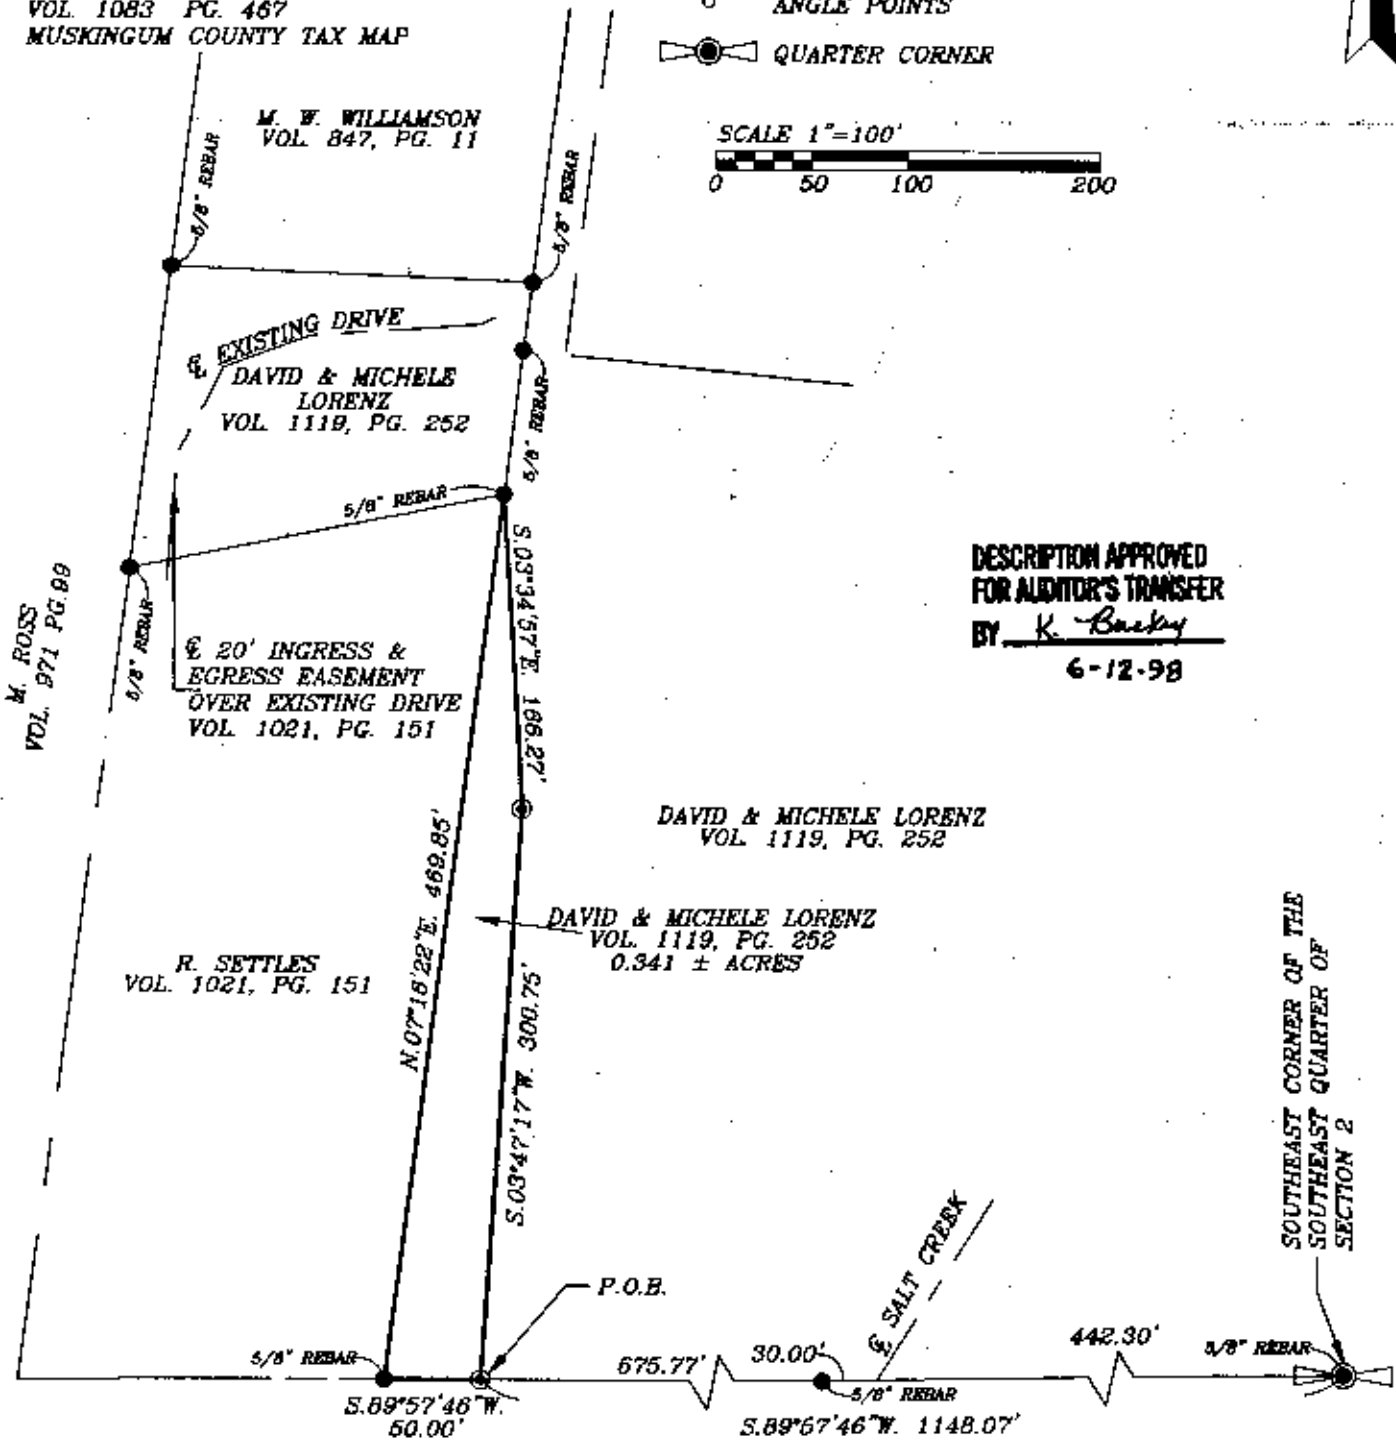 VOL. 1083 PG. 467
MUSKINGUM COUNTY TAX MAP
ANGLE POINTS
QUARTER CORNER
M. W. WILLIAMSON
VOL. 847, PG. 11
SCALE 1"=100'
0 50 100 200
5/8" REBAR
5/8" REBAR
℄ EXISTING DRIVE
DAVID & MICHELE
LORENZ
VOL. 1119, PG. 252
5/8" REBAR
5/8" REBAR
S.03°34'57"E. 166.27'
DESCRIPTION APPROVED
FOR AUDITOR'S TRANSFER
BY K.
6-12-98
M. ROSS
VOL. 971 PG.99
5/8" REBAR
℄ 20' INGRESS &
EGRESS EASEMENT
OVER EXISTING DRIVE
VOL. 1021, PG. 151
DAVID & MICHELE LORENZ
VOL. 1119, PG. 252
N.07°18'22"E. 469.85'
DAVID & MICHELE LORENZ
VOL. 1119, PG. 252
0.341 ± ACRES
R. SETTLES
VOL. 1021, PG. 151
S.03°47'17"W. 300.75'
SOUTHEAST CORNER OF THE
SOUTHEAST QUARTER OF
SECTION 2
P.O.B.
℄ SALT CREEK
5/8" REBAR
675.77'
30.00'
442.30'
5/8" REBAR
5/8" REBAR
S.89°57'46"W.
50.00'
S.89°57'46"W. 1148.07'